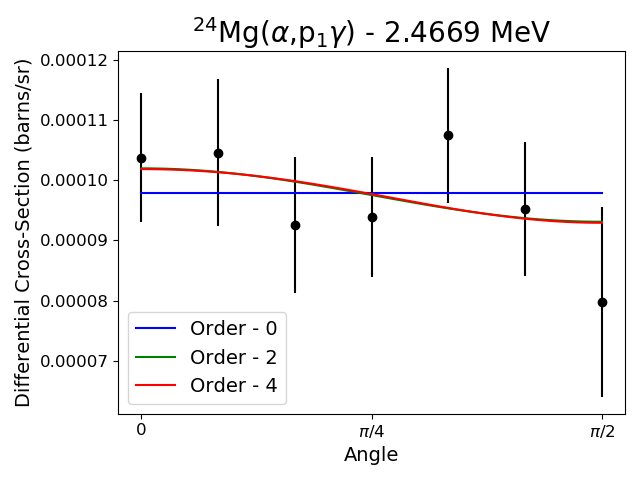 ²⁴Mg(α,p₁γ) - 2.4669 MeV
Differential Cross-Section (barns/sr)
0.00012
0.00011
0.00010
0.00009
0.00008
0.00007
Order - 0
Order - 2
Order - 4
0 π/4 π/2
Angle